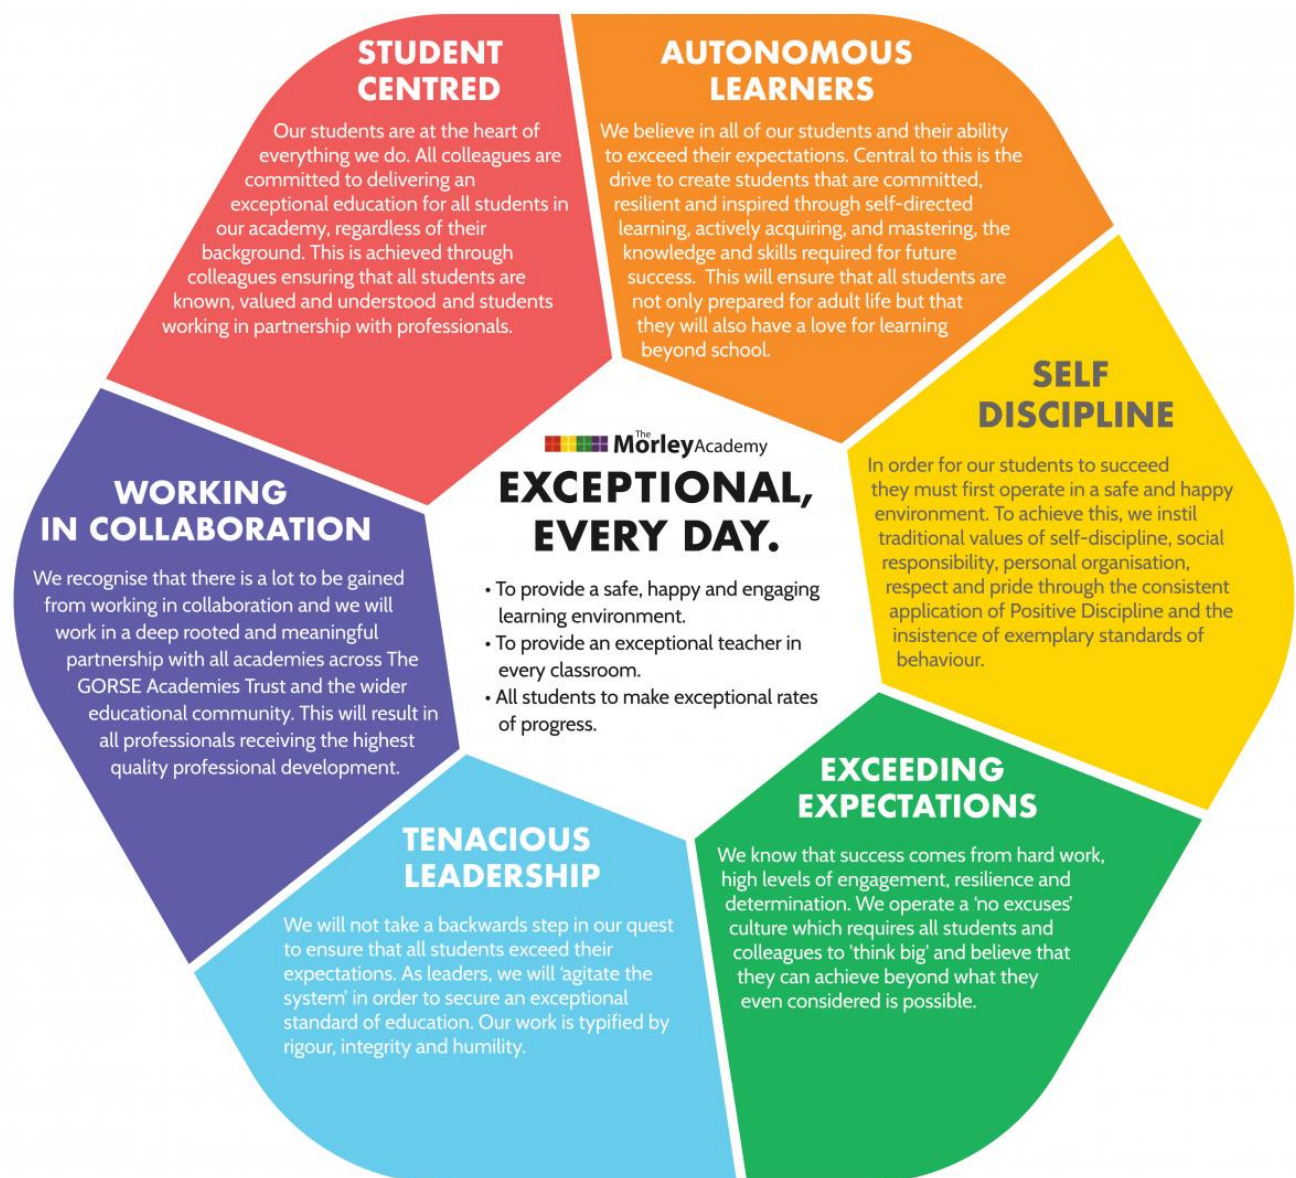 STUDENT
CENTRED
Our students are at the heart of
everything we do. All colleagues are
committed to delivering an
exceptional education for all students in
our academy, regardless of their
background. This is achieved through
colleagues ensuring that all students are
known, valued and understood and students
working in partnership with professionals.
AUTONOMOUS
LEARNERS
We believe in all of our students and their ability
to exceed their expectations. Central to this is the
drive to create students that are committed,
resilient and inspired through self-directed
learning, actively acquiring, and mastering, the
knowledge and skills required for future
success. This will ensure that all students are
not only prepared for adult life but that
they will also have a love for learning
beyond school.
SELF
DISCIPLINE
In order for our students to succeed
they must first operate in a safe and happy
environment. To achieve this, we instil
traditional values of self-discipline, social
responsibility, personal organisation,
respect and pride through the consistent
application of Positive Discipline and the
insistence of exemplary standards of
behaviour.
EXCEEDING
EXPECTATIONS
We know that success comes from hard work,
high levels of engagement, resilience and
determination. We operate a 'no excuses'
culture which requires all students and
colleagues to 'think big' and believe that
they can achieve beyond what they
even considered is possible.
TENACIOUS
LEADERSHIP
We will not take a backwards step in our quest
to ensure that all students exceed their
expectations. As leaders, we will 'agitate the
system' in order to secure an exceptional
standard of education. Our work is typified by
rigour, integrity and humility.
WORKING
IN COLLABORATION
We recognise that there is a lot to be gained
from working in collaboration and we will
work in a deep rooted and meaningful
partnership with all academies across The
GORSE Academies Trust and the wider
educational community. This will result in
all professionals receiving the highest
quality professional development.
The Morley Academy
EXCEPTIONAL,
EVERY DAY.
• To provide a safe, happy and engaging
learning environment.
• To provide an exceptional teacher in
every classroom.
• All students to make exceptional rates
of progress.